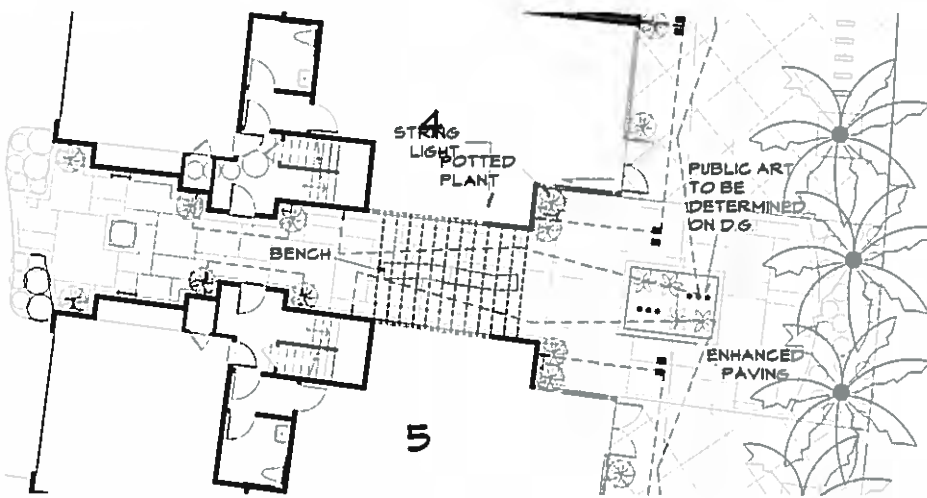 4
STRING
LIGHT
POTTED
PLANT
PUBLIC ART
TO BE
DETERMINED
ON D.G
BENCH
ENHANCED
PAVING
5